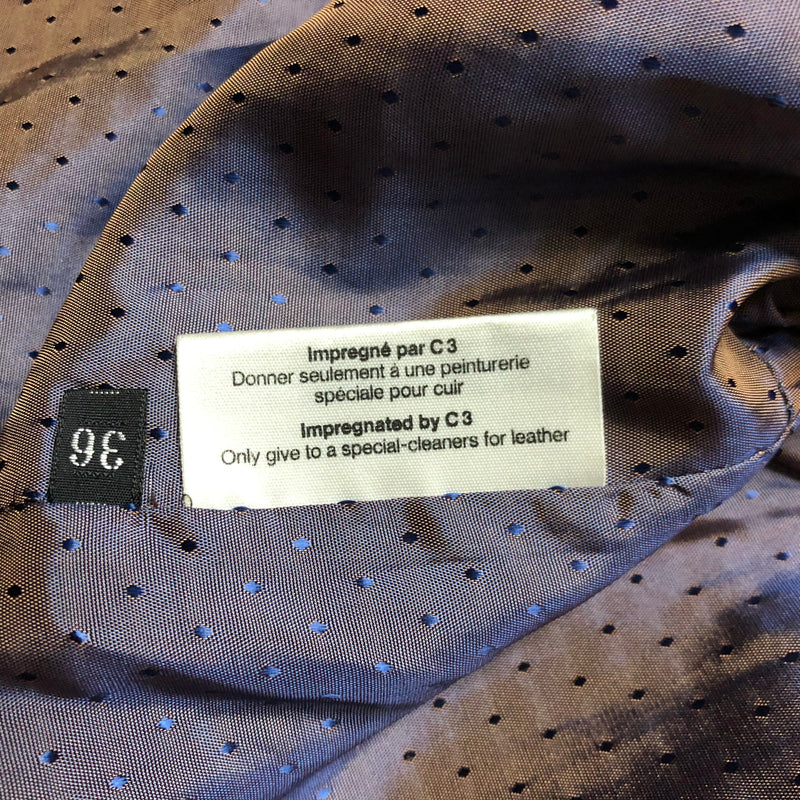 Impregné par C 3
Donner seulement à une peinturerie
spéciale pour cuir
Impregnated by C 3
Only give to a special-cleaners for leather
36